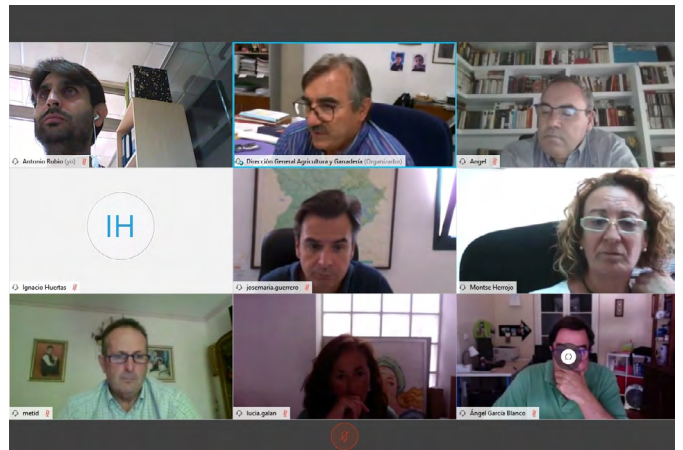 Antonio Rubio (yo)
Dirección General Agricultura y Ganadería (Organizador)
Angel
IH
Ignacio Huertas
josemaria.guerrero
Montse Herrojo
metid
lucia.galan
Ángel García Blanco